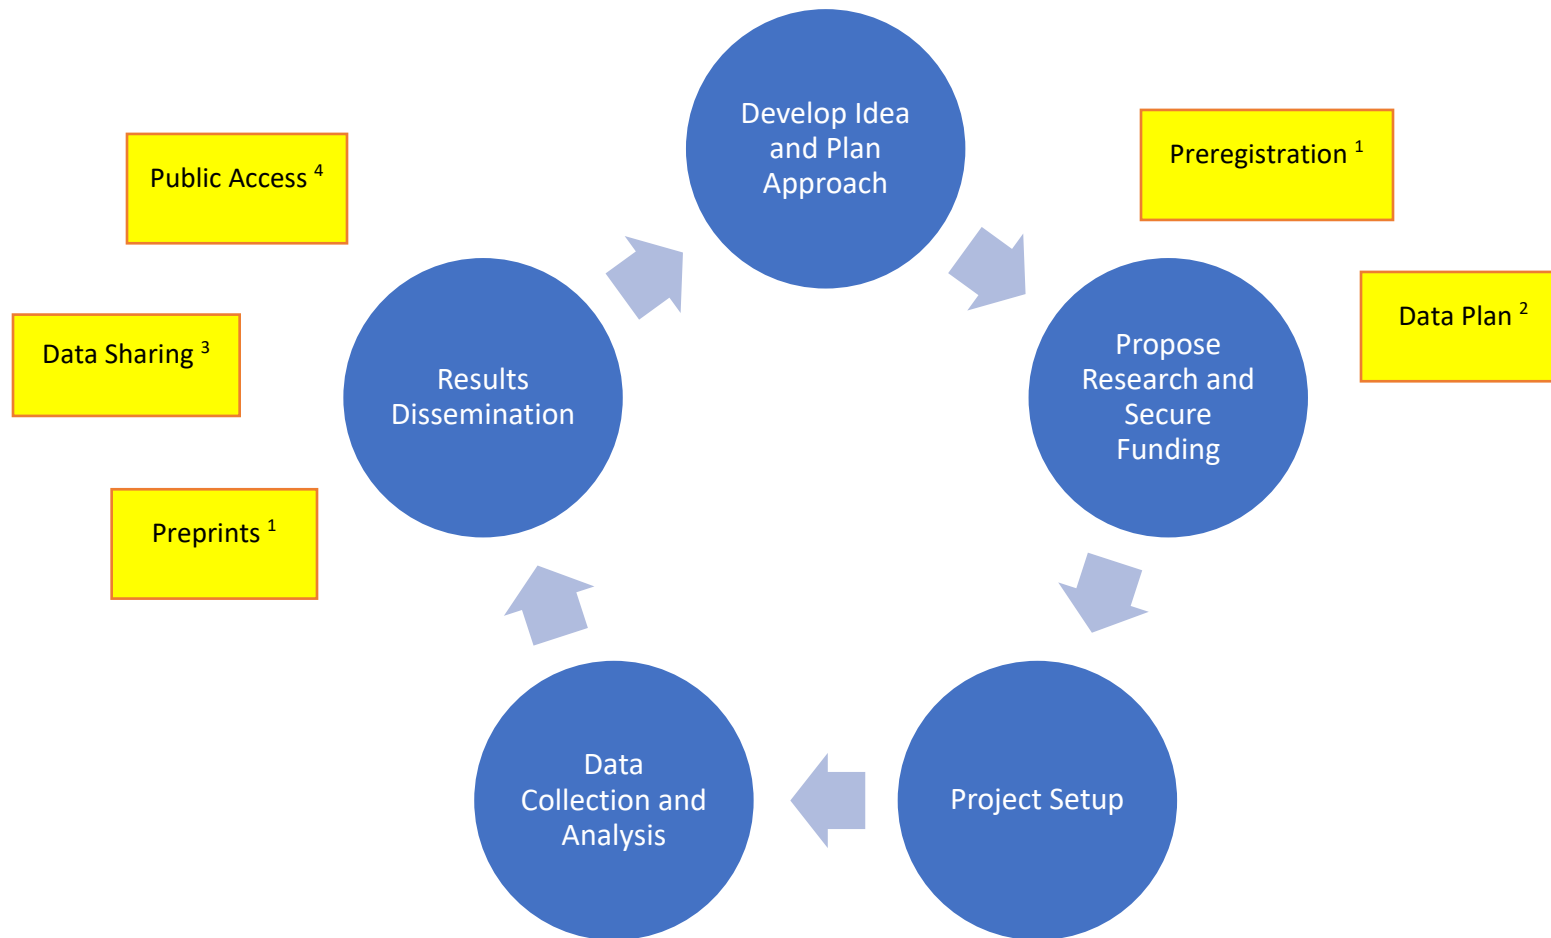 Develop Idea
and Plan
Approach
Preregistration ¹
Public Access ⁴
Data Plan ²
Propose
Research and
Secure
Funding
Data Sharing ³
Results
Dissemination
Preprints ¹
Data
Collection and
Analysis
Project Setup